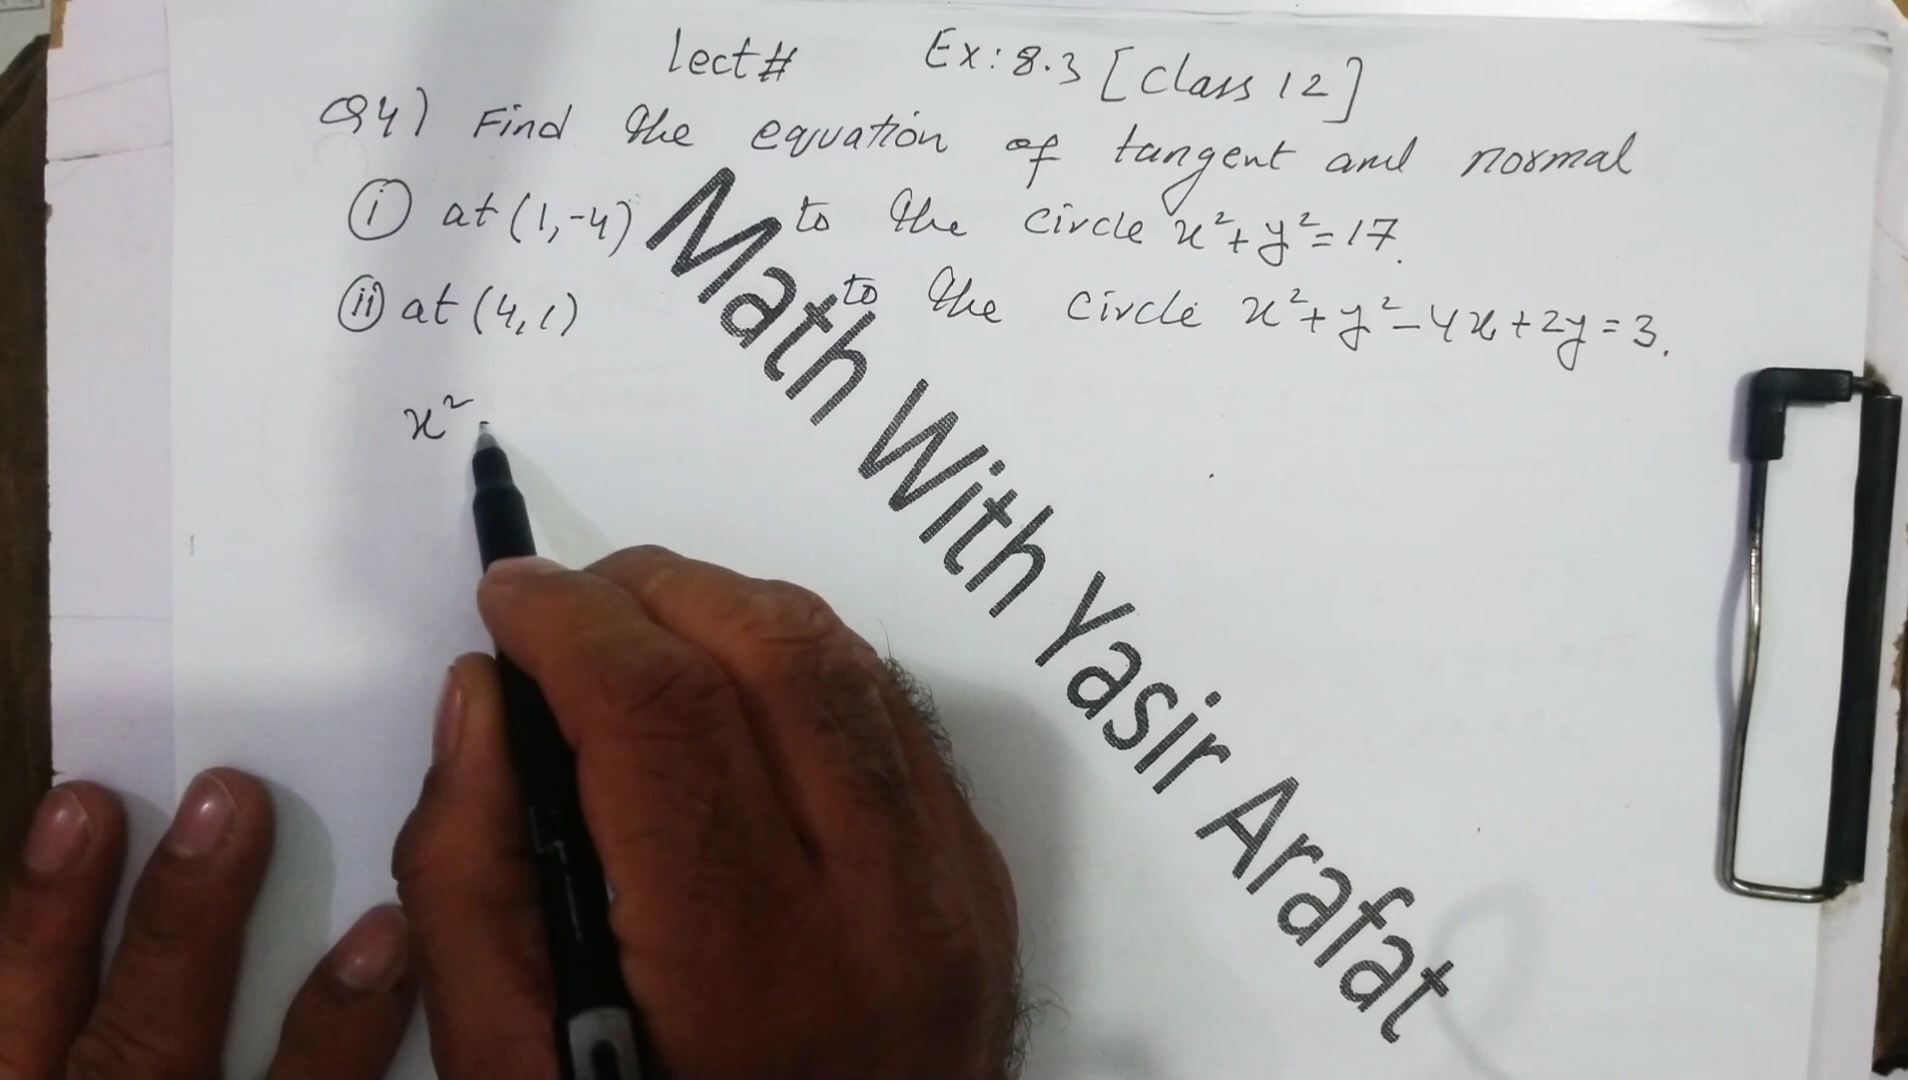 Lect# Ex: 8.3 [Class 12]
Q4) Find the equation of tangent and normal
(i) at (1,-4) to the circle x²+y²=17.
(ii) at (4,1) to the circle x²+y²-4x+2y=3.
x²
Math With Yasir Arafat